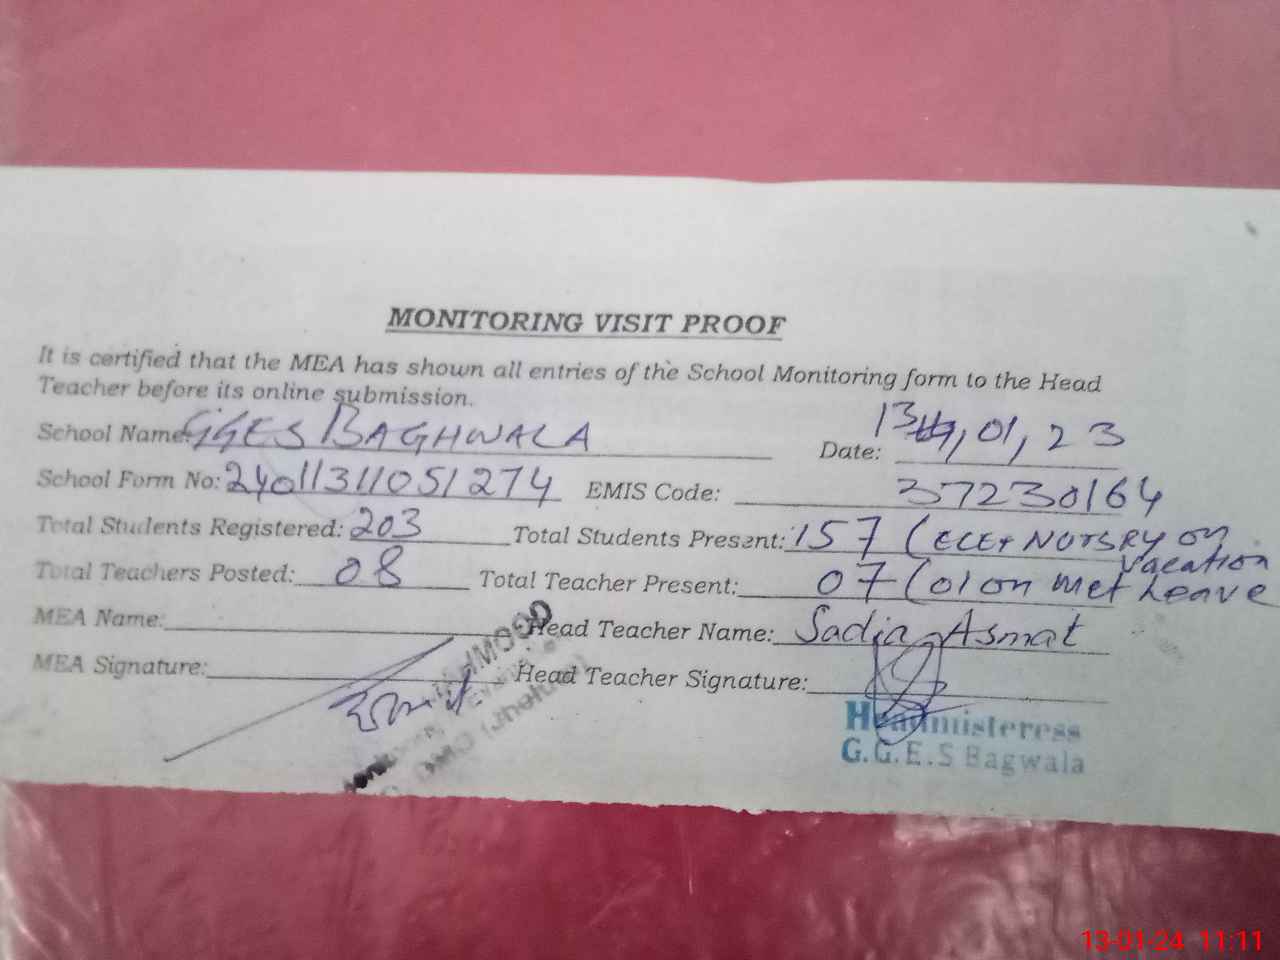 MONITORING VISIT PROOF
It is certified that the MEA has shown all entries of the School Monitoring form to the Head
Teacher before its online submission.
School Name: GGES BAGHWALA Date: 13,01,23
School Form No: 24011311051274 EMIS Code: 37230164
Total Students Registered: 203 Total Students Present: 157 (ECE+ NURSRY on
vacation
Total Teachers Posted: 08 Total Teacher Present: 07 (01 on Met Leave
MEA Name: Head Teacher Name: Sadia Asmat
MEA Signature: Head Teacher Signature:
Headmisteress
G.G.E.S Bagwala
13-01-24 11:11